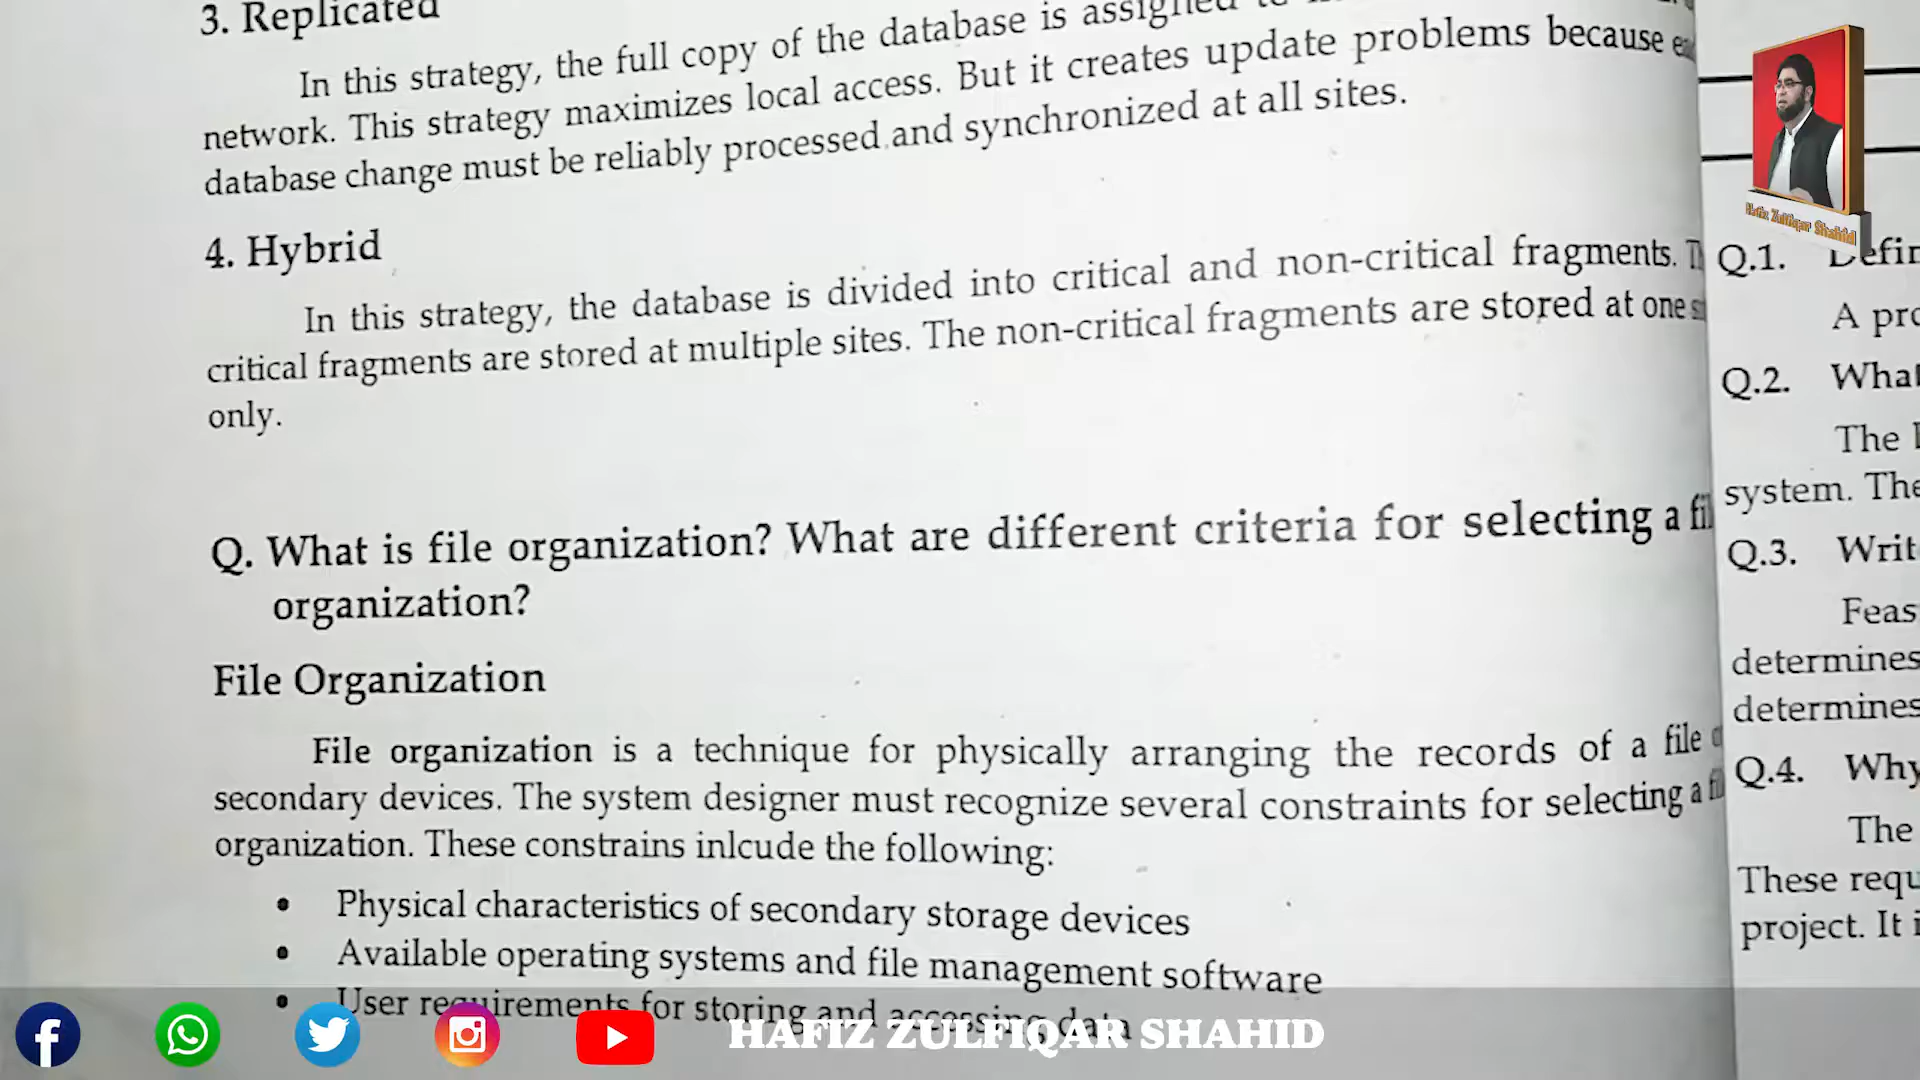 3. Replicated
In this strategy, the full copy of the database is assigned to
network. This strategy maximizes local access. But it creates update problems because
database change must be reliably processed and synchronized at all sites.
4. Hybrid
In this strategy, the database is divided into critical and non-critical fragments.
critical fragments are stored at multiple sites. The non-critical fragments are stored at one
only.
Q. What is file organization? What are different criteria for selecting a
organization?
File Organization
File organization is a technique for physically arranging the records of a file
secondary devices. The system designer must recognize several constraints for selecting a
organization. These constrains inlcude the following:
• Physical characteristics of secondary storage devices
• Available operating systems and file management software
• User requirements for storing and accessing data
Hafiz Zulfiqar Shahid
Q.1.
A
Q.2. What
The
system. The
Q.3.
determines
determines
Q.4. Why
The
These
project. It
HAFIZ ZULFIQAR SHAHID